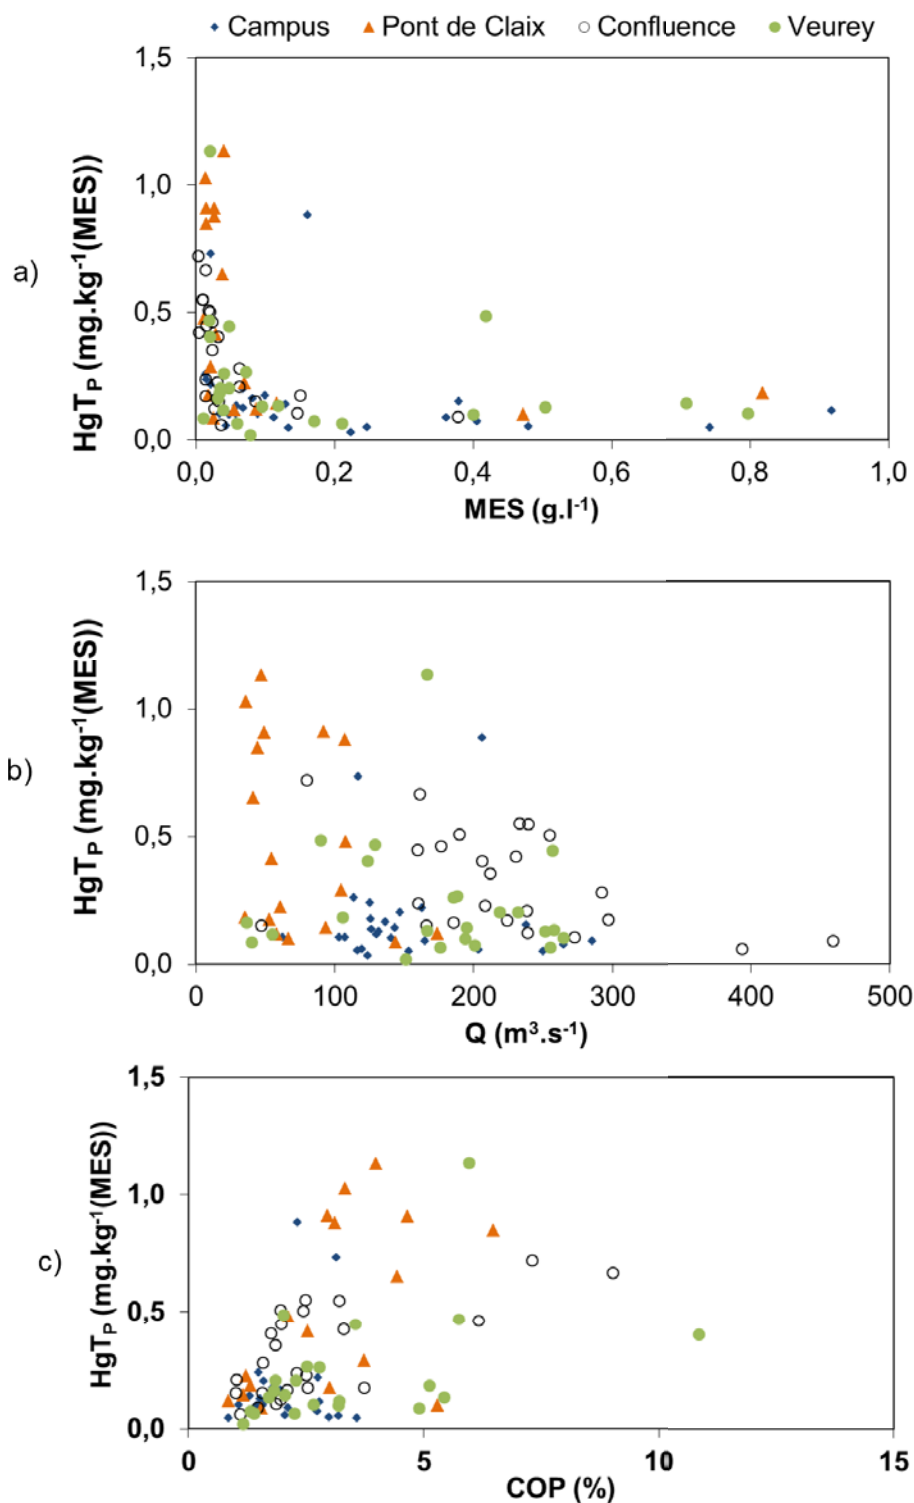 Campus Pont de Claix Confluence Veurey
a)
HgTP (mg.kg-1(MES))
1,5
1,0
0,5
0,0
0,0 0,2 0,4 0,6 0,8 1,0
MES (g.l-1)
b)
HgTP (mg.kg-1(MES))
1,5
1,0
0,5
0,0
0 100 200 300 400 500
Q (m3.s-1)
c)
HgTP (mg.kg-1(MES))
1,5
1,0
0,5
0,0
0 5 10 15
COP (%)